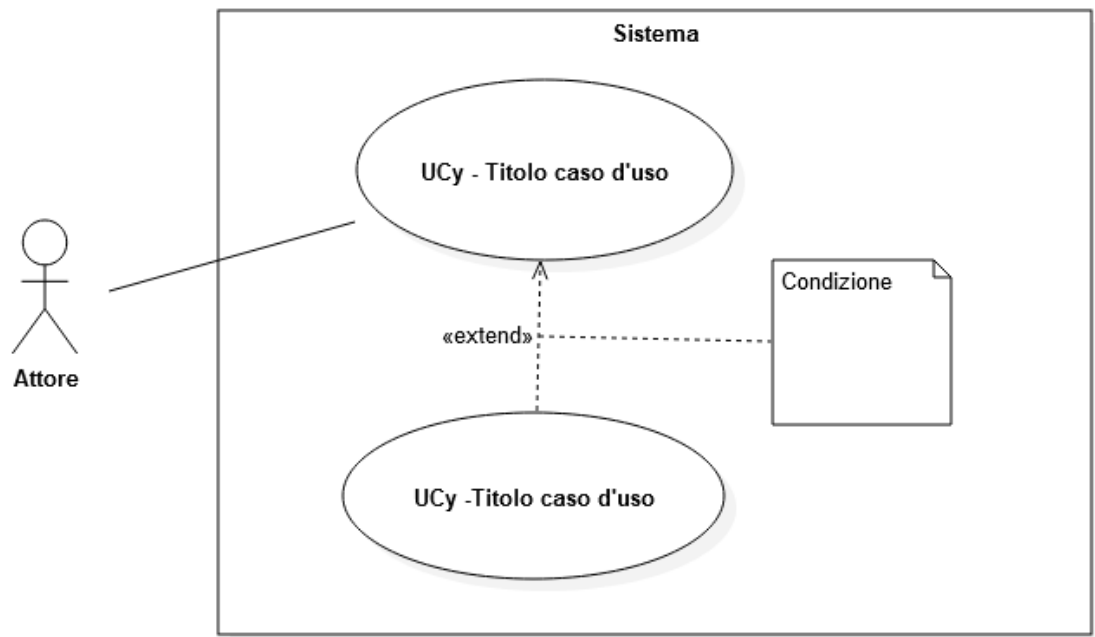 Sistema
UCy - Titolo caso d'uso
Condizione
«extend»
Attore
UCy -Titolo caso d'uso